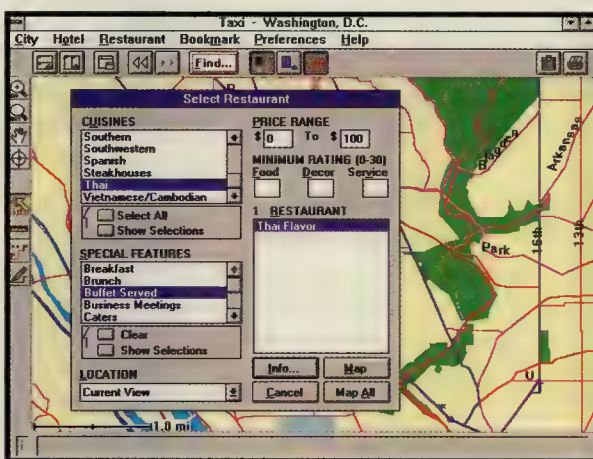 Taxi - Washington, D.C.
City Hotel Restaurant Bookmark Preferences Help
Find...
Select Restaurant
CUISINES
Southern
Southwestern
Spanish
Steakhouses
Thai
Vietnamese/Cambodian
Select All
Show Selections
SPECIAL FEATURES
Breakfast
Brunch
Buffet Served
Business Meetings
Caters
Clear
Show Selections
LOCATION
Current View
PRICE RANGE
$ 0 To $ 100
MINIMUM RATING (0-30)
Food Decor Service
1 RESTAURANT
Thai Flavor
Info... Map
Cancel Map All
Arkansas
16th
13th
Park
U
1.0 mi